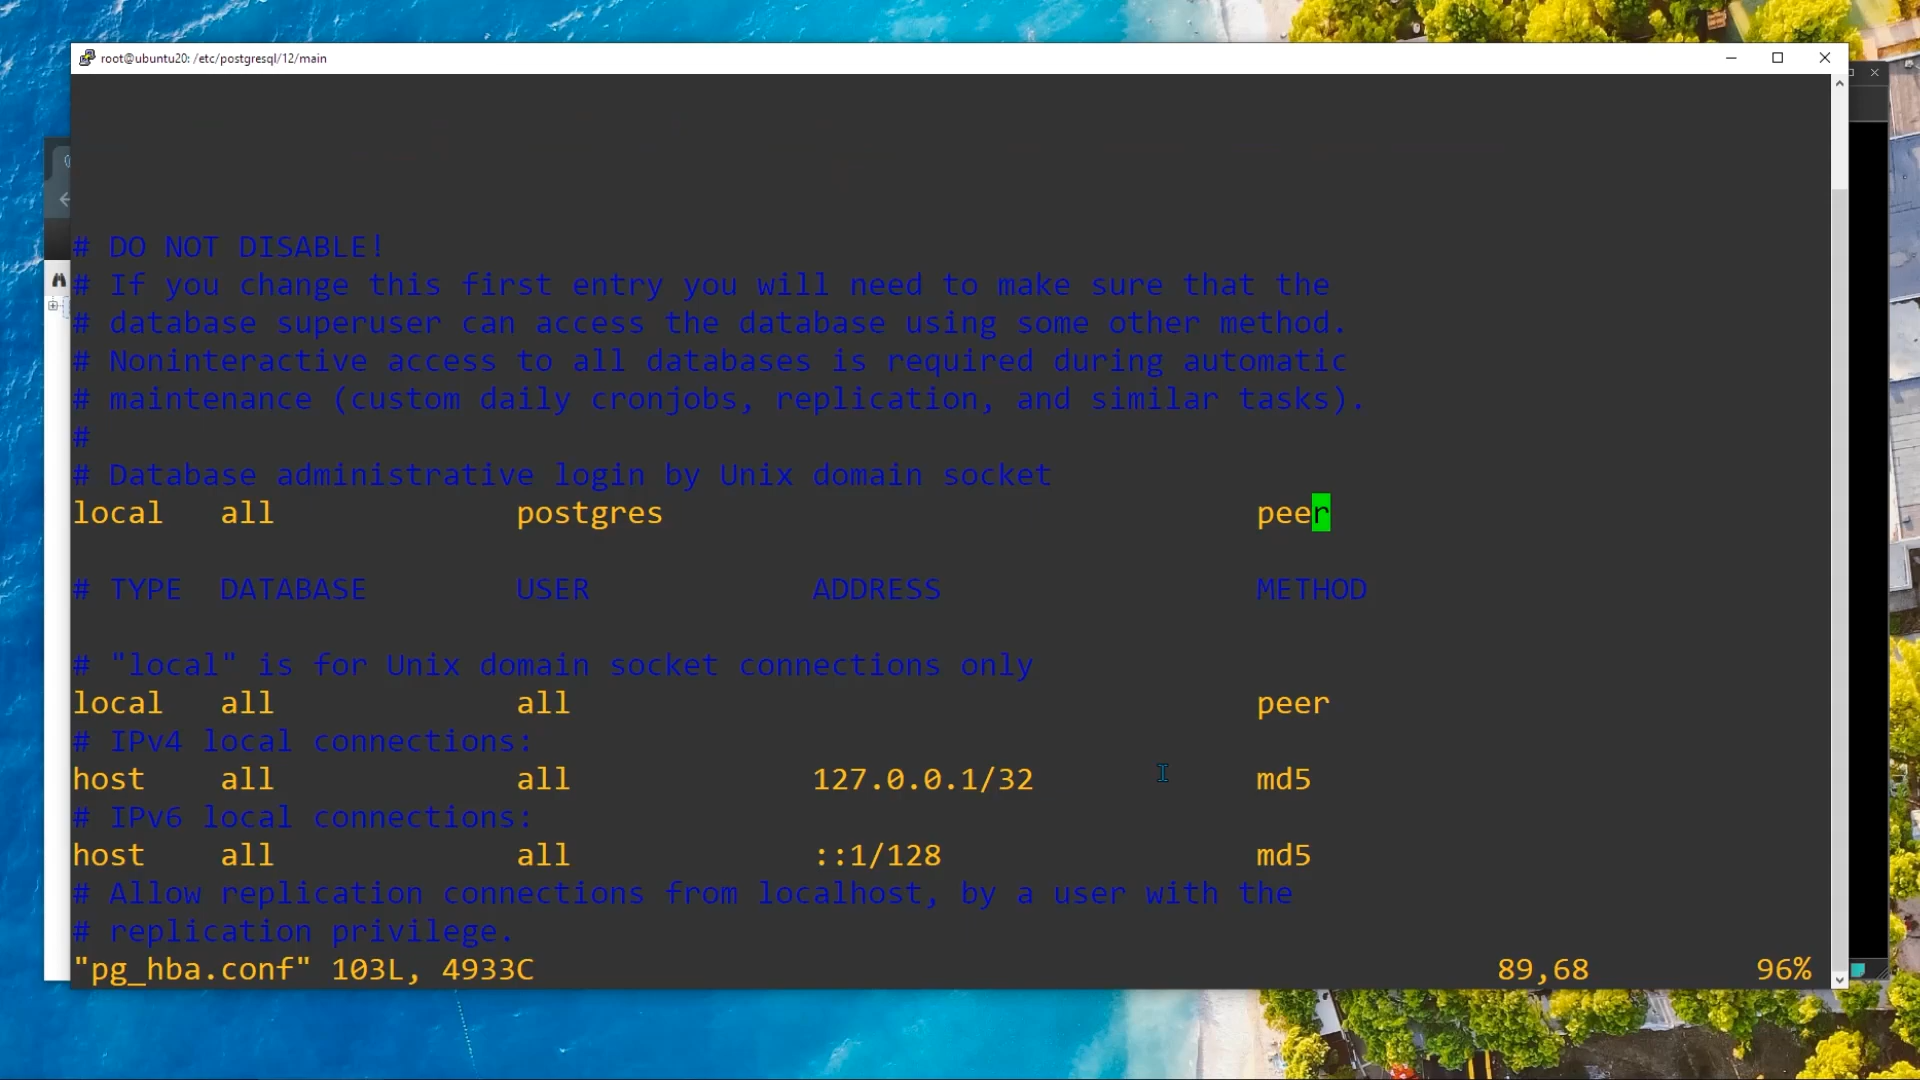 root@ubuntu20: /etc/postgresql/12/main
# DO NOT DISABLE!
# If you change this first entry you will need to make sure that the
# database superuser can access the database using some other method.
# Noninteractive access to all databases is required during automatic
# maintenance (custom daily cronjobs, replication, and similar tasks).
#
# Database administrative login by Unix domain socket
local all postgres peer
# TYPE DATABASE USER ADDRESS METHOD
# "local" is for Unix domain socket connections only
local all all peer
# IPv4 local connections:
host all all 127.0.0.1/32 md5
# IPv6 local connections:
host all all ::1/128 md5
# Allow replication connections from localhost, by a user with the
# replication privilege.
"pg_hba.conf" 103L, 4933C 89,68 96%